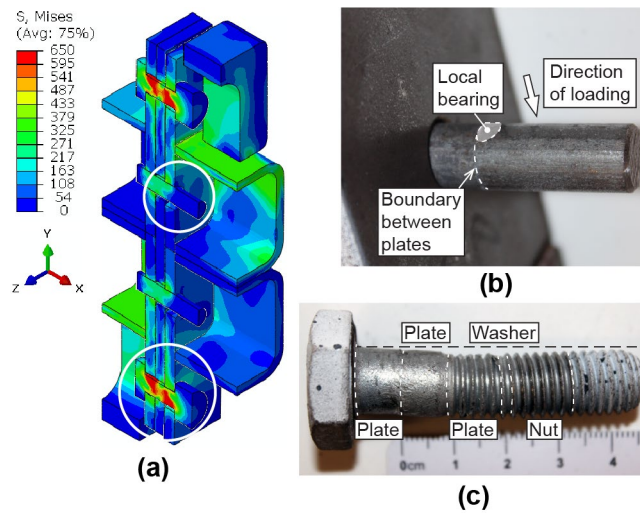 S, Mises
(Avg: 75%)
650
595
541
487
433
379
325
271
217
163
108
54
0
Y
Z
X
(a)
Local
bearing
Direction
of loading
Boundary
between
plates
(b)
Plate
Washer
Plate
Plate
Nut
0cm
1
2
3
4
(c)